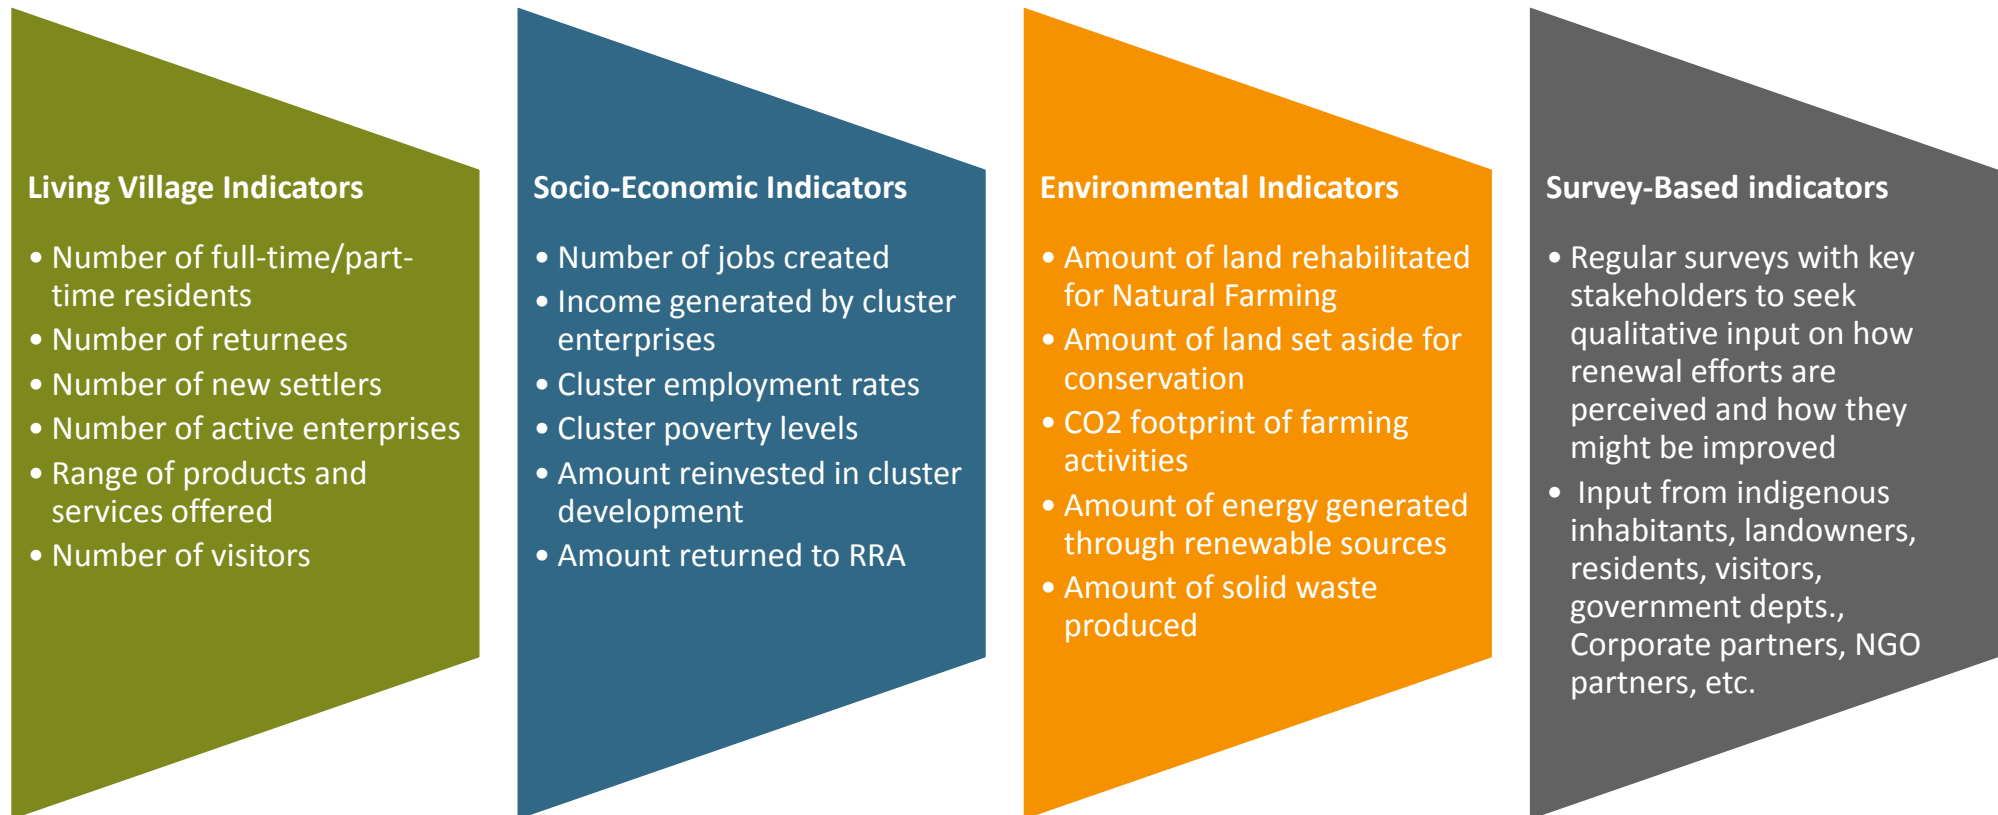 Living Village Indicators
• Number of full-time/part-
time residents
• Number of returnees
• Number of new settlers
• Number of active enterprises
• Range of products and
services offered
• Number of visitors
Socio-Economic Indicators
• Number of jobs created
• Income generated by cluster
enterprises
• Cluster employment rates
• Cluster poverty levels
• Amount reinvested in cluster
development
• Amount returned to RRA
Environmental Indicators
• Amount of land rehabilitated
for Natural Farming
• Amount of land set aside for
conservation
• CO2 footprint of farming
activities
• Amount of energy generated
through renewable sources
• Amount of solid waste
produced
Survey-Based indicators
• Regular surveys with key
stakeholders to seek
qualitative input on how
renewal efforts are
perceived and how they
might be improved
• Input from indigenous
inhabitants, landowners,
residents, visitors,
government depts.,
Corporate partners, NGO
partners, etc.